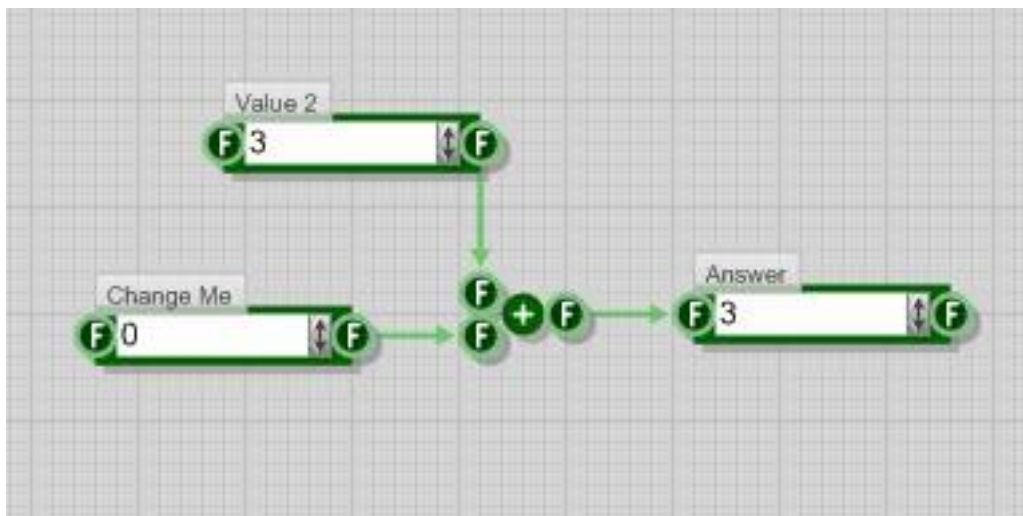 Value 2
F 3 F
F
Change Me
F 0 F
F + F
Answer
F 3 F